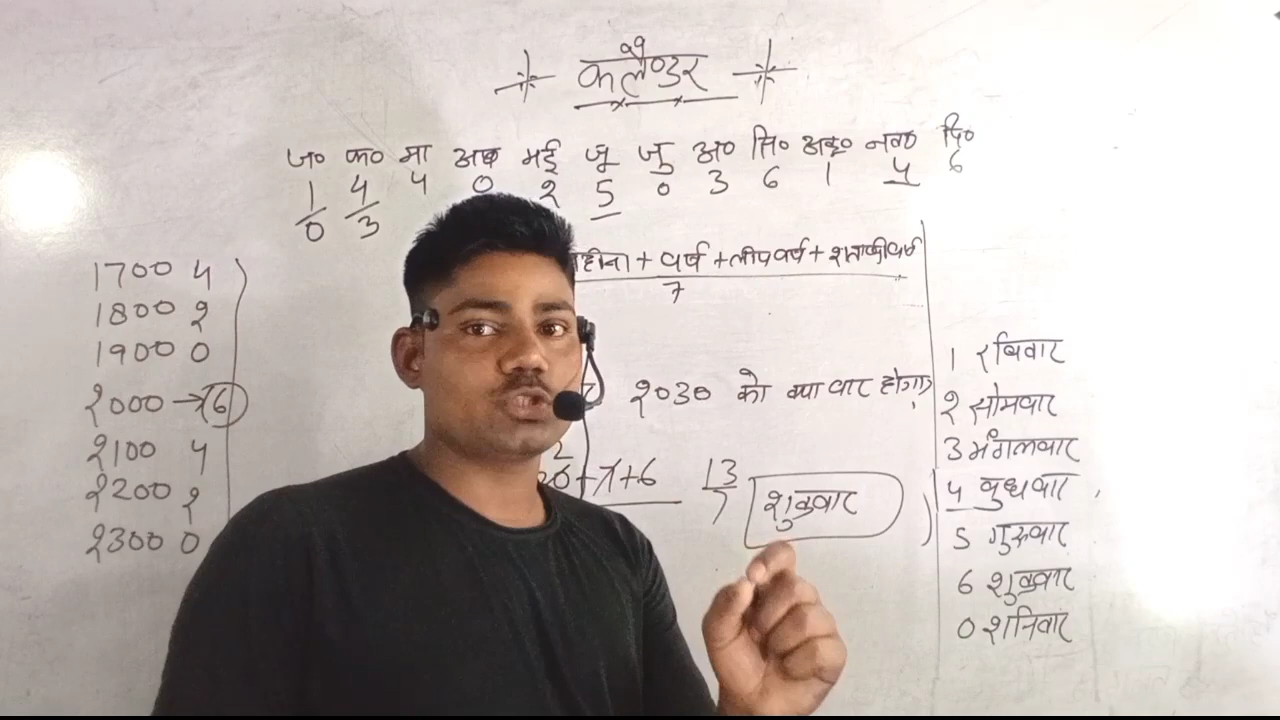 कलैण्डर
ज० फ० मा अप्रै मई जू जु अ० सि० अक्टू० नव० दि०
1 4 4 0 2 5 0 3 6 1 4 6
0 3
हीना + वर्ष + लीपवर्ष + शताब्दीवर्ष
7
1700 4
1800 2
1900 0
2000 → 6
2100 4
2200 2
2300 0
2030 को क्या वार होगा,
2
+6
13
7
शुक्रवार
1 रविवार
2 सोमवार
3 मंगलवार
4 बुधवार
5 गुरुवार
6 शुक्रवार
0 शनिवार